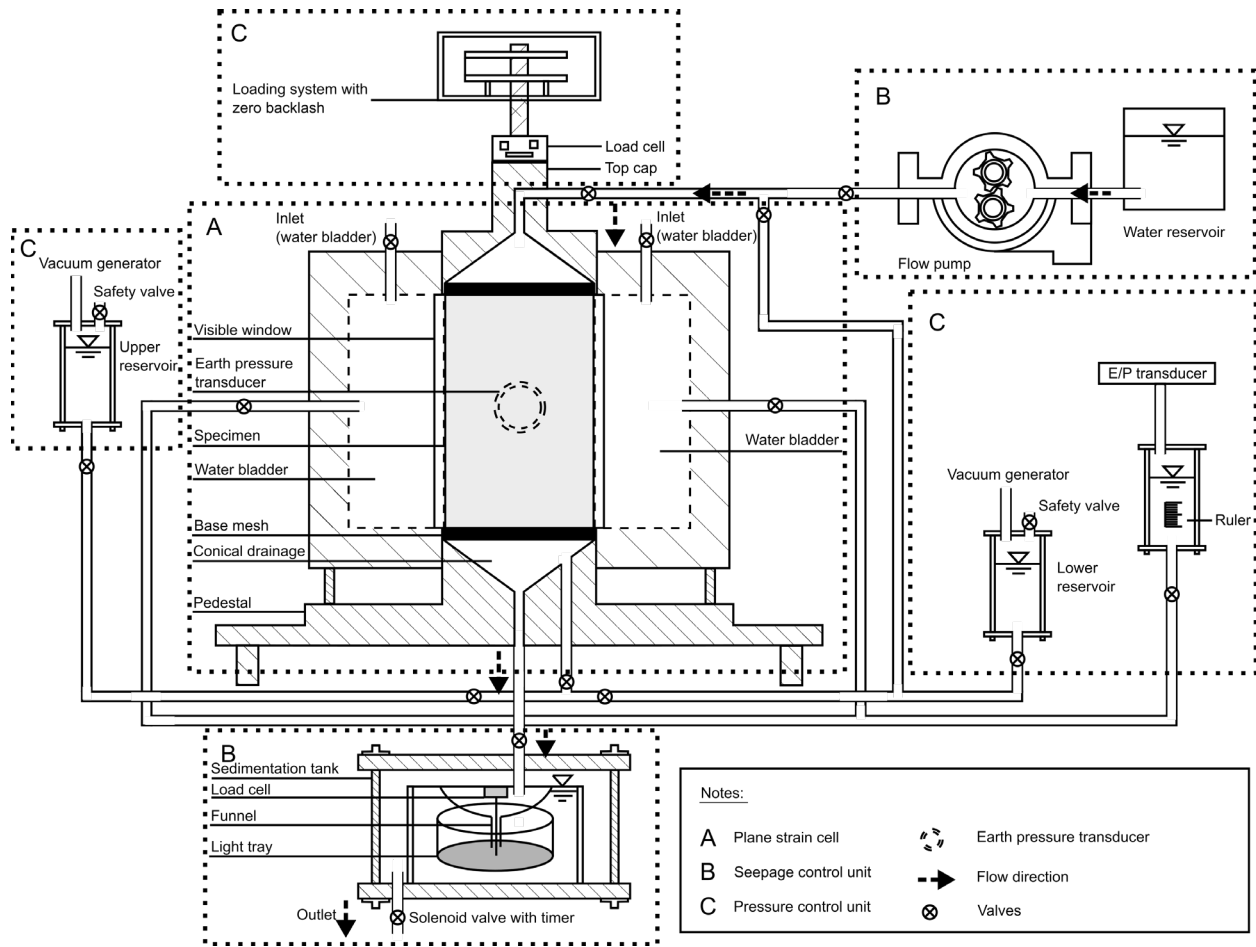 C
Loading system with
zero backlash
Load cell
Top cap
B
Water reservoir
Flow pump
A
Inlet
(water bladder)
Inlet
(water bladder)
Visible window
Earth pressure
transducer
Specimen
Water bladder
Base mesh
Conical drainage
Pedestal
Water bladder
C
Vacuum generator
Safety valve
Upper
reservoir
C
E/P transducer
Vacuum generator
Safety valve
Ruler
Lower
reservoir
B
Sedimentation tank
Load cell
Funnel
Light tray
Outlet
Solenoid valve with timer
Notes:
A Plane strain cell
Earth pressure transducer
B Seepage control unit
Flow direction
C Pressure control unit
Valves